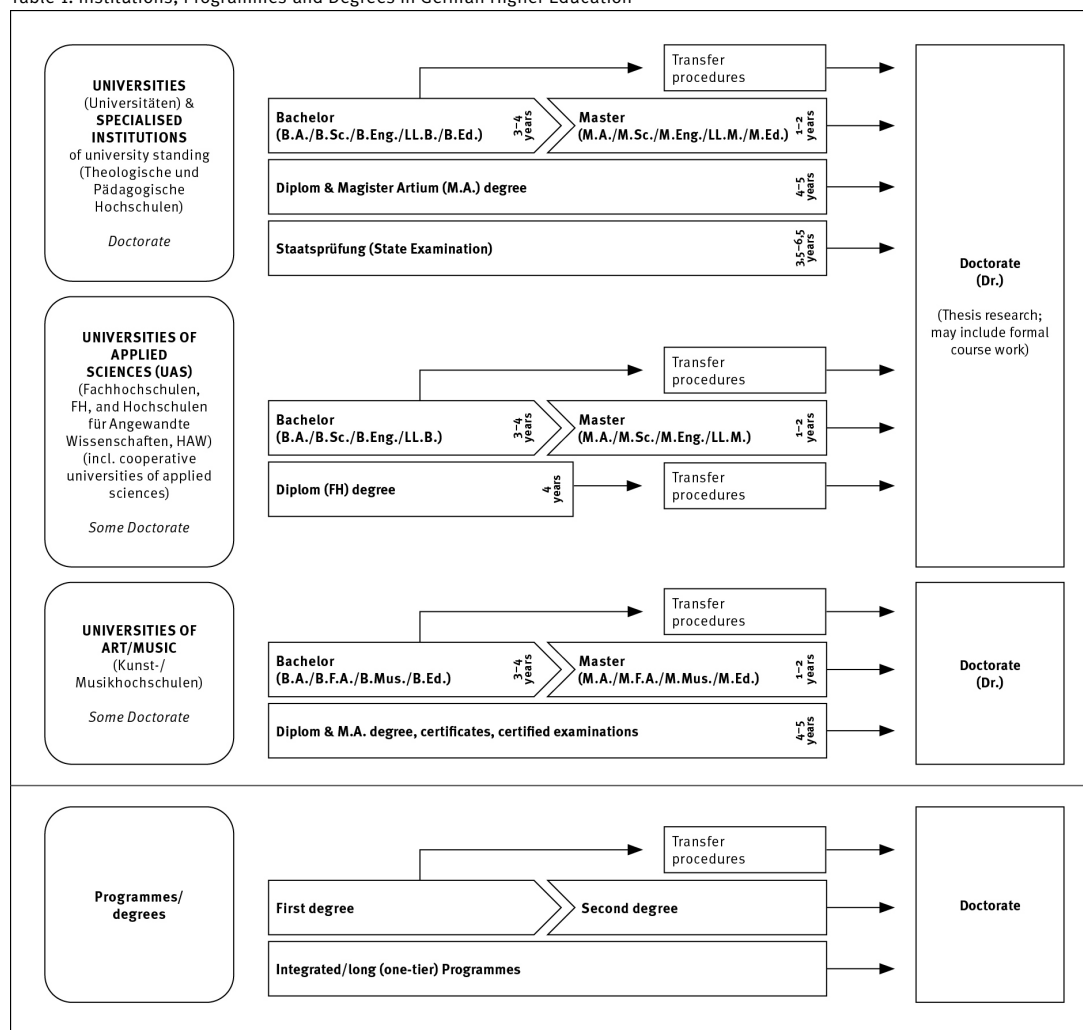 Table 1: Institutions, Programmes and Degrees in German Higher Education
UNIVERSITIES
(Universitäten) &
SPECIALISED
INSTITUTIONS
of university standing
(Theologische und
Pädagogische
Hochschulen)
Doctorate
Transfer
procedures
Bachelor
(B.A./B.Sc./B.Eng./LL.B./B.Ed.)
3–4
years
Master
(M.A./M.Sc./M.Eng./LL.M./M.Ed.)
1–2
years
Diplom & Magister Artium (M.A.) degree
4–5
years
Staatsprüfung (State Examination)
3,5–6,5
years
Doctorate
(Dr.)
(Thesis research;
may include formal
course work)
UNIVERSITIES OF
APPLIED
SCIENCES (UAS)
(Fachhochschulen,
FH, and Hochschulen
für Angewandte
Wissenschaften, HAW)
(incl. cooperative
universities of applied
sciences)
Some Doctorate
Transfer
procedures
Bachelor
(B.A./B.Sc./B.Eng./LL.B.)
3–4
years
Master
(M.A./M.Sc./M.Eng./LL.M.)
1–2
years
Diplom (FH) degree
4
years
Transfer
procedures
UNIVERSITIES OF
ART/MUSIC
(Kunst-/
Musikhochschulen)
Some Doctorate
Transfer
procedures
Bachelor
(B.A./B.F.A./B.Mus./B.Ed.)
3–4
years
Master
(M.A./M.F.A./M.Mus./M.Ed.)
1–2
years
Diplom & M.A. degree, certificates, certified examinations
4–5
years
Doctorate
(Dr.)
Programmes/
degrees
Transfer
procedures
First degree
Second degree
Integrated/long (one-tier) Programmes
Doctorate